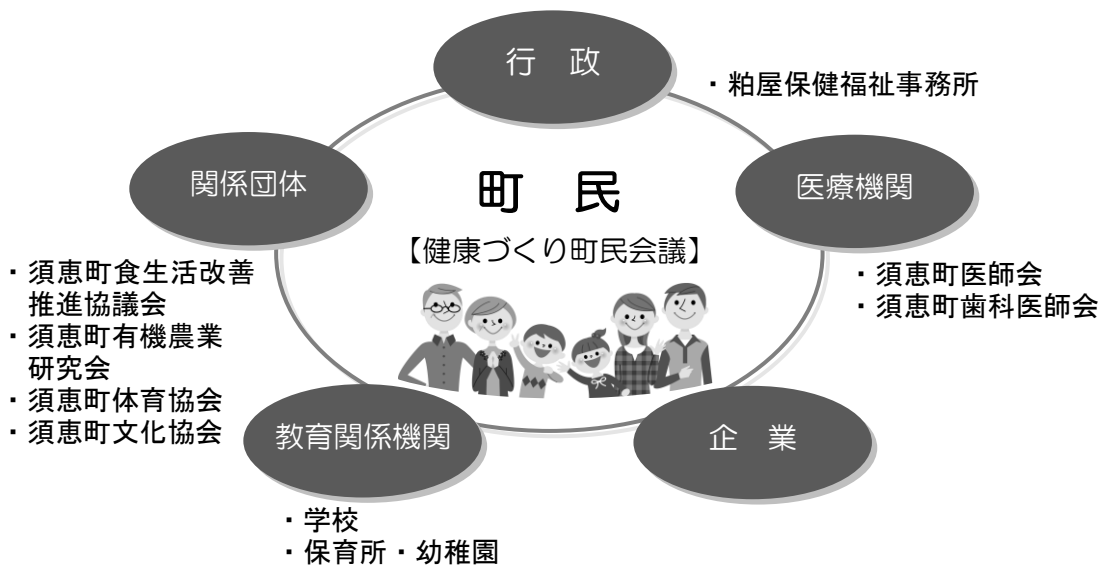 行　政
・粕屋保健福祉事務所
関係団体
・須恵町食生活改善
推進協議会
・須恵町有機農業
研究会
・須恵町体育協会
・須恵町文化協会
町　民
【健康づくり町民会議】
医療機関
・須恵町医師会
・須恵町歯科医師会
教育関係機関
・学校
・保育所・幼稚園
企　業